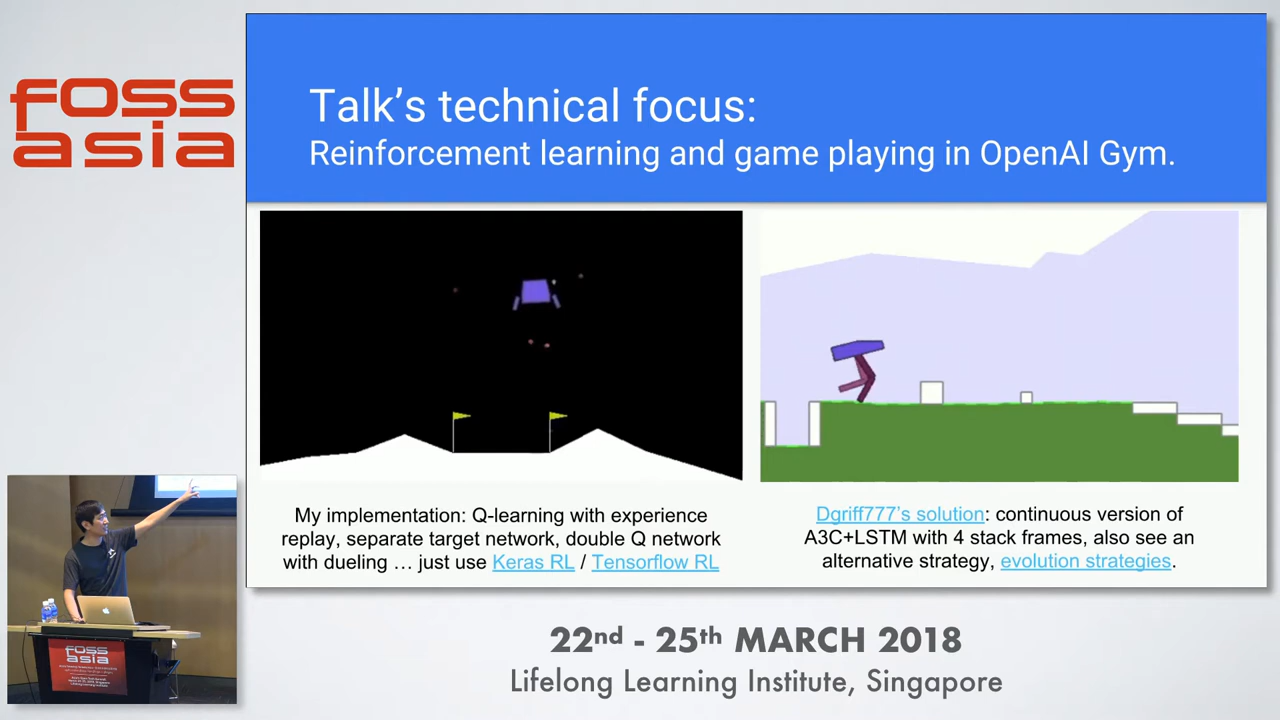 foss
asia
Talk's technical focus:
Reinforcement learning and game playing in OpenAI Gym.
My implementation: Q-learning with experience
replay, separate target network, double Q network
with dueling ... just use Keras RL / Tensorflow RL
Dgriff777's solution: continuous version of
A3C+LSTM with 4 stack frames, also see an
alternative strategy, evolution strategies.
foss
asia
22nd - 25th MARCH 2018
Lifelong Learning Institute, Singapore